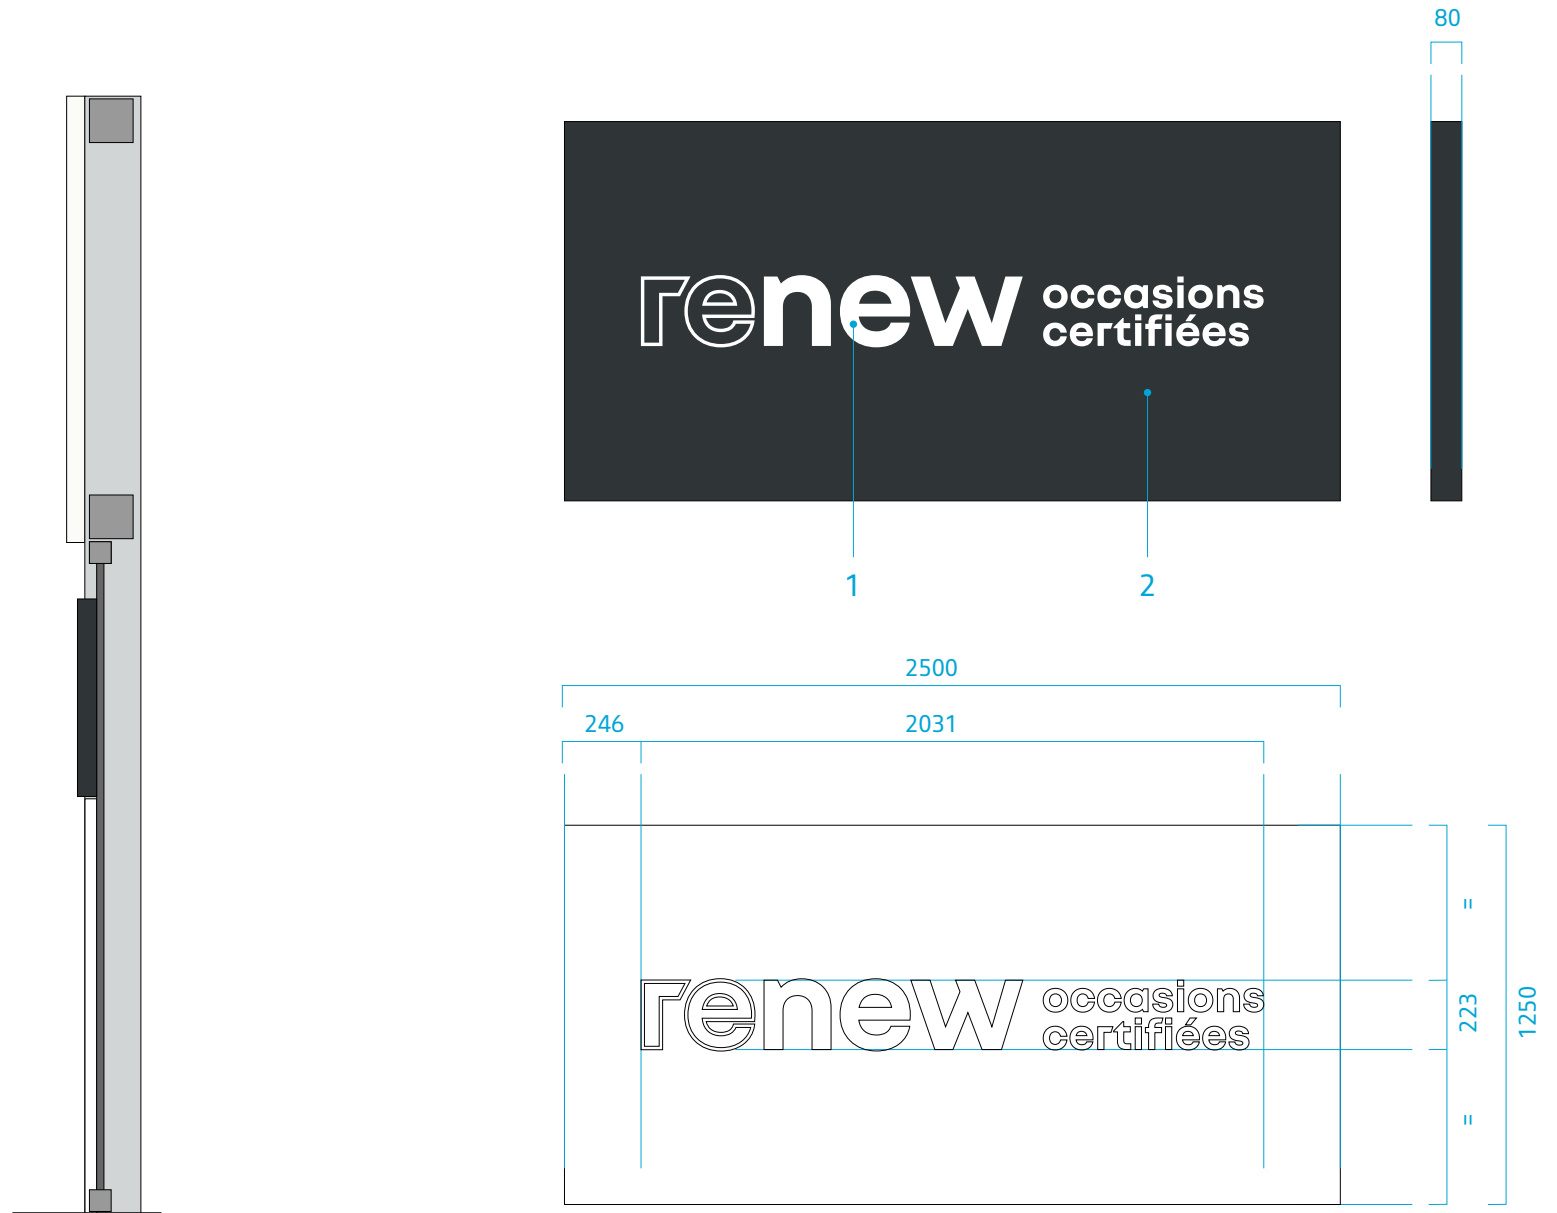 80
renew occasions
certifiées
1
2
2500
246
2031
=
223
1250
renew occasions
certifiées
=